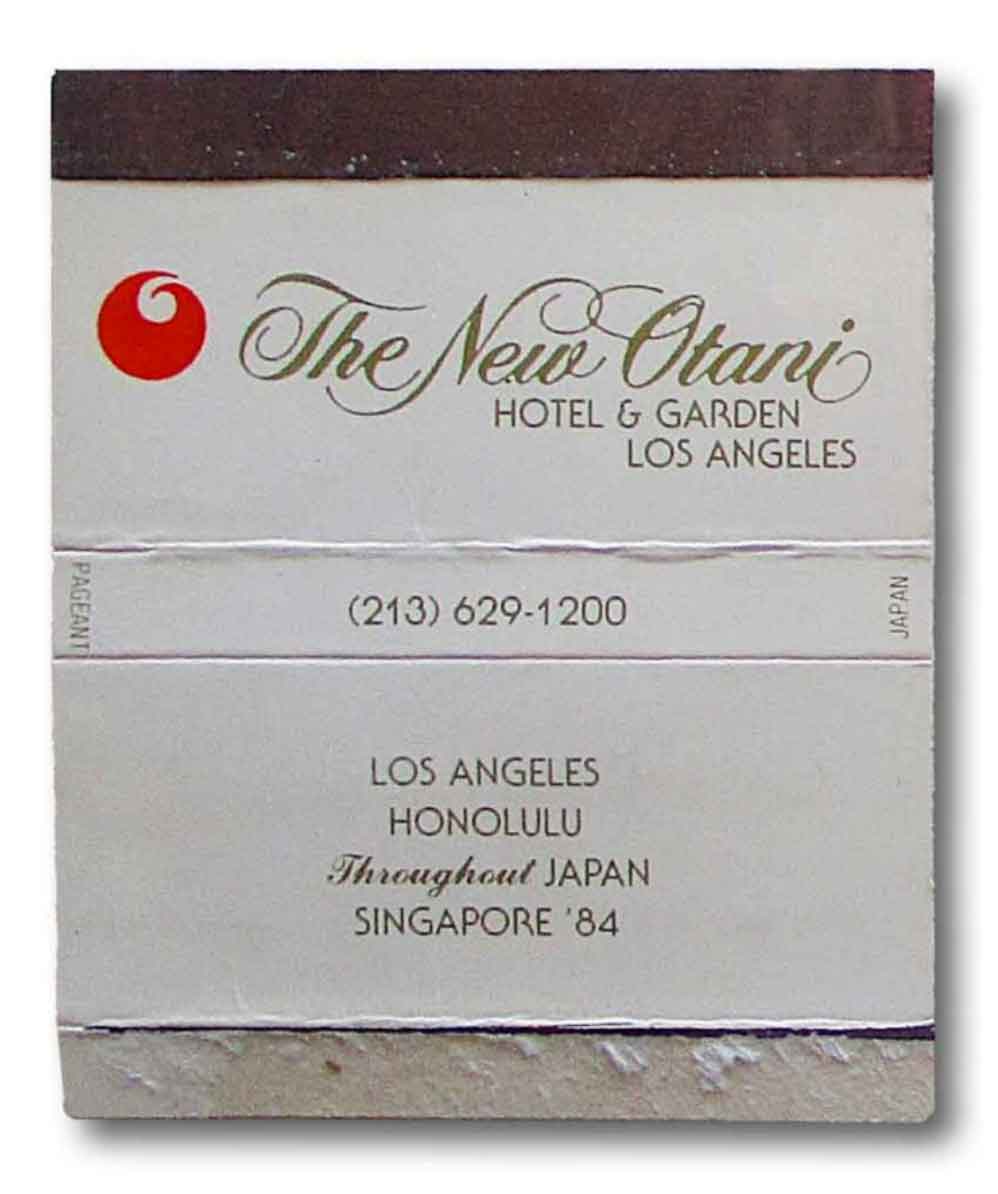 The New Otani
HOTEL & GARDEN
LOS ANGELES
PAGEANT
(213) 629-1200
JAPAN
LOS ANGELES
HONOLULU
Throughout JAPAN
SINGAPORE '84